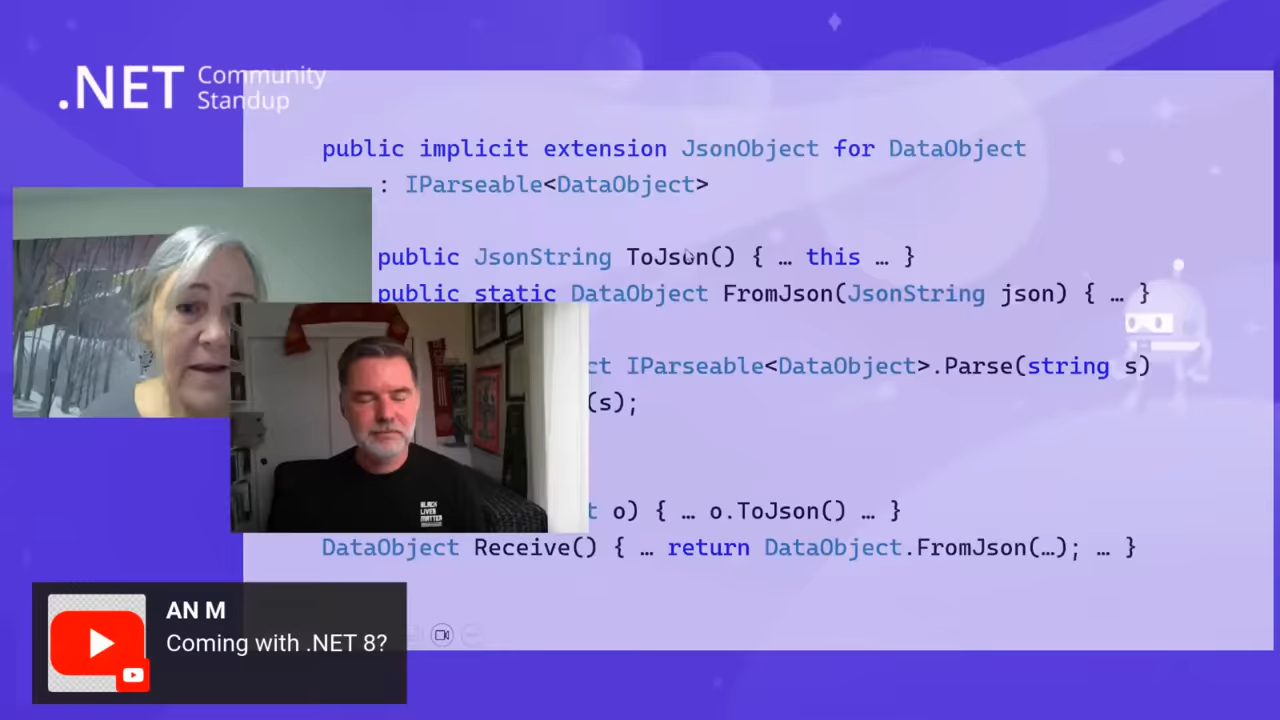 .NET Community
Standup
public implicit extension JsonObject for DataObject
: IParseable<DataObject>
public JsonString ToJson() { … this … }
public static DataObject FromJson(JsonString json) { … }
IParseable<DataObject>.Parse(string s)
(s);
o) { … o.ToJson() … }
DataObject Receive() { … return DataObject.FromJson(…); … }
BLACK
LIVES
MATTER
AN M
Coming with .NET 8?